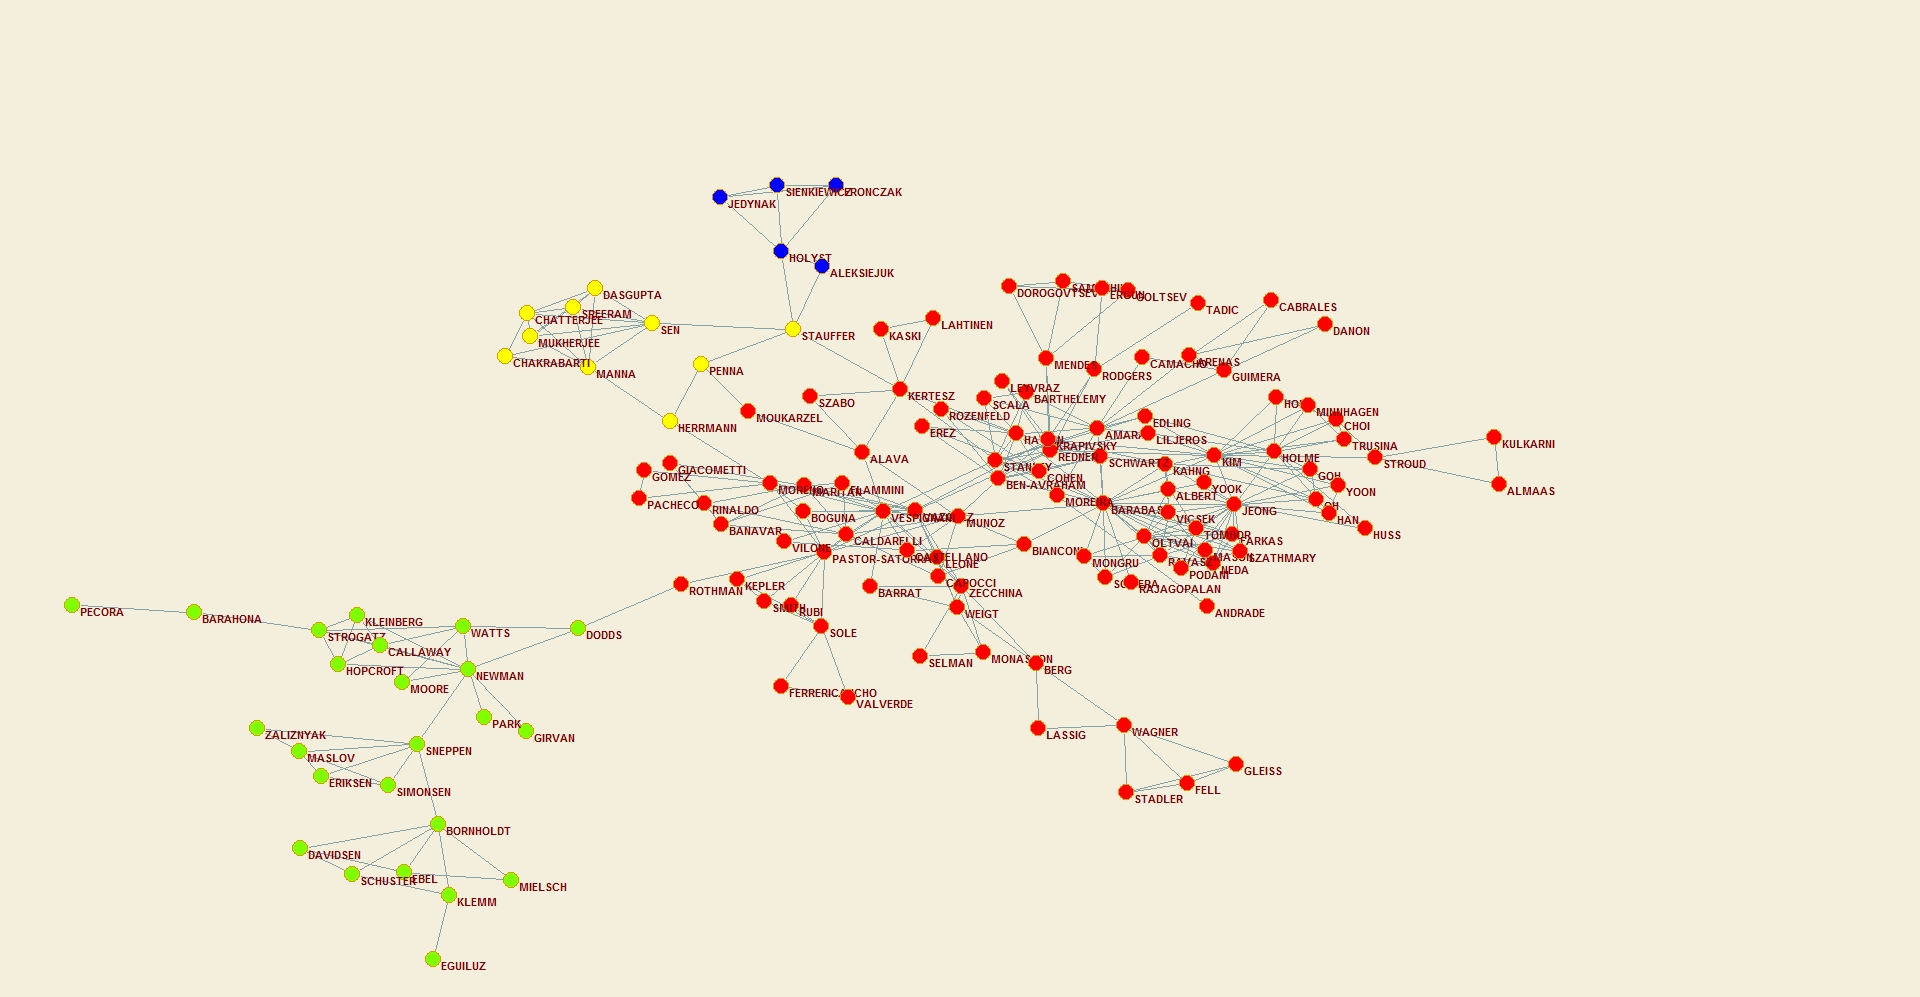 SIENKIEWICZ
FRONCZAK
JEDYNAK
HOLYST
ALEKSIEJUK
DASGUPTA
SREERAM
CHATTERJEE
SEN
MUKHERJEE
CHAKRABARTI
MANNA
STAUFFER
PENNA
HERRMANN
MOUKARZEL
KASKI
LAHTINEN
KERTESZ
SZABO
ALAVA
DOROGOVTSEV
ERGUN
GOLTSEV
TADIC
CABRALES
DANON
MENDES
RODGERS
CAMACHO
ARENAS
GUIMERA
LEYVRAZ
BARTHELEMY
SCALA
ROZENFELD
EREZ
KRAPIVSKY
REDNER
STANLEY
COHEN
BEN-AVRAHAM
EDLING
LILJEROS
SCHWARTZ
KAHNG
KIM
HOLME
MINNHAGEN
CHOI
TRUSINA
STROUD
KULKARNI
ALMAAS
GOH
YOON
OH
HAN
HUSS
YOOK
ALBERT
JEONG
MOREIRA
BARABASI
VICSEK
TOMBOR
FARKAS
OLTVAI
RAVASZ
MASON
SZATHMARY
NEDA
PODANI
MONGRU
RAJAGOPALAN
ANDRADE
BIANCONI
GIACOMETTI
GOMEZ
PACHECO
RINALDO
BANAVAR
MORENO
MARITAN
FLAMMINI
BOGUNA
VESPIGNANI
VAZQUEZ
MUNOZ
VILONE
CALDARELLI
PASTOR-SATORRAS
CASTELLANO
LEONE
CAPOCCI
ZECCHINA
BARRAT
WEIGT
ROTHMAN
KEPLER
SMITH
RUBI
SOLE
FERRERICANCHO
VALVERDE
SELMAN
MONASSON
BERG
LASSIG
WAGNER
GLEISS
FELL
STADLER
PECORA
BARAHONA
STROGATZ
KLEINBERG
CALLAWAY
WATTS
DODDS
HOPCROFT
MOORE
NEWMAN
PARK
GIRVAN
ZALIZNYAK
MASLOV
SNEPPEN
ERIKSEN
SIMONSEN
BORNHOLDT
DAVIDSEN
SCHUSTER
EBEL
MIELSCH
KLEMM
EGUILUZ